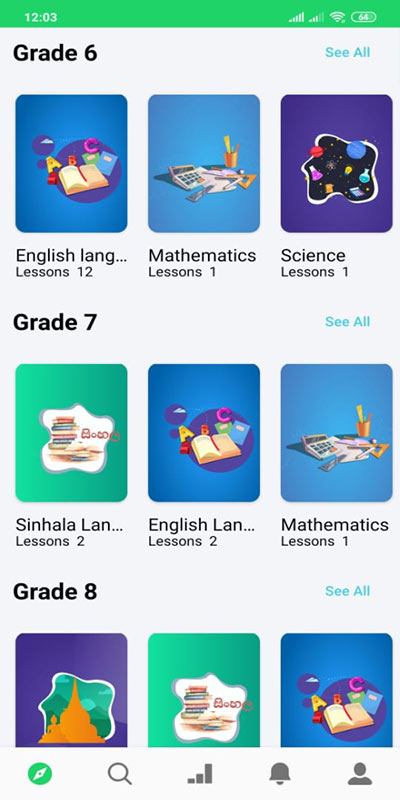 12:03
64
Grade 6
See All
A B C
English lang...
Lessons 12
Mathematics
Lessons 1
Science
Lessons 1
Grade 7
See All
සිංහල
A B C
Sinhala Lan...
Lessons 2
English Lan...
Lessons 2
Mathematics
Lessons 1
Grade 8
See All
සිංහල
A B C